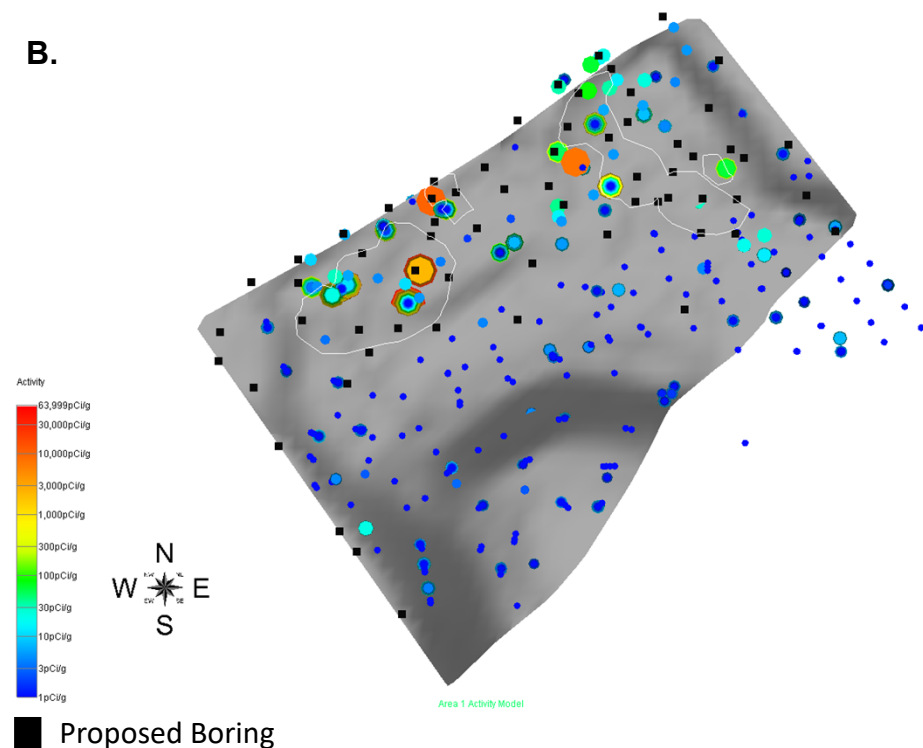 B.
Activity
63,999pCi/g
30,000pCi/g
10,000pCi/g
3,000pCi/g
1,000pCi/g
300pCi/g
100pCi/g
30pCi/g
10pCi/g
3pCi/g
1pCi/g
N
W E
S
Area 1 Activity Model
Proposed Boring